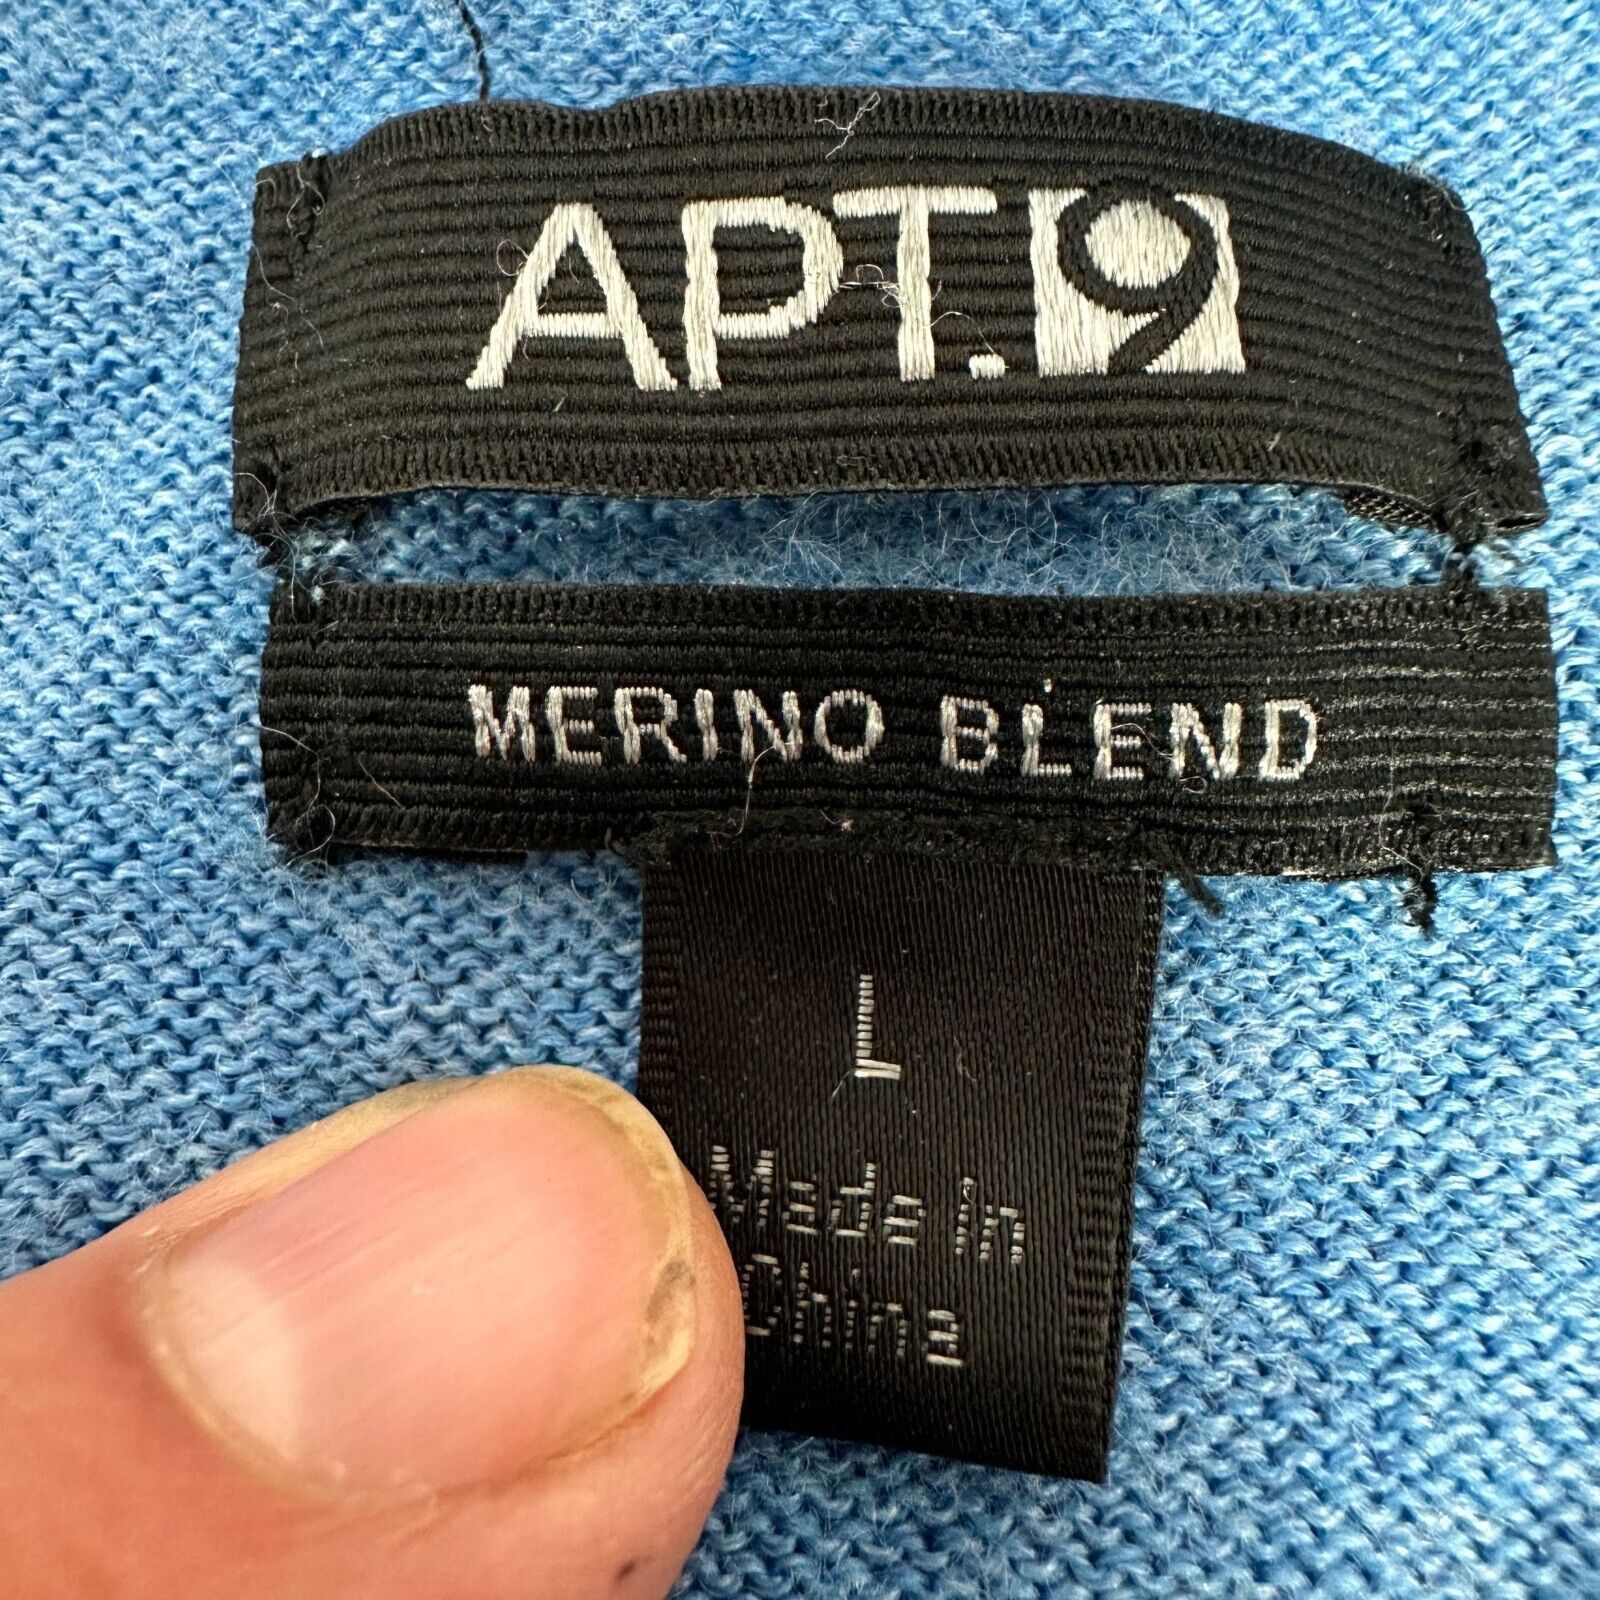 APT.9
MERINO BLEND
L
Made in
China